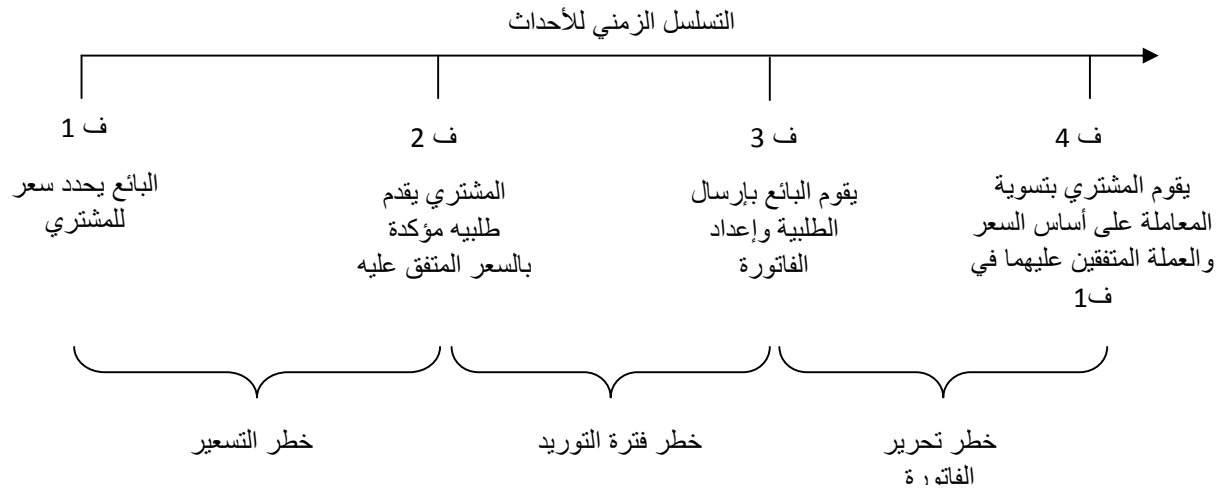 التسلسل الزمني للأحداث
ف 1
البائع يحدد سعر
للمشتري
ف 2
المشتري يقدم
طلبيه مؤكدة
بالسعر المتفق عليه
ف 3
يقوم البائع بإرسال
الطلبية وإعداد
الفاتورة
ف 4
يقوم المشتري بتسوية
المعاملة على أساس السعر
والعملة المتفقين عليهما في
ف1
خطر التسعير
خطر فترة التوريد
خطر تحرير
الفاتورة